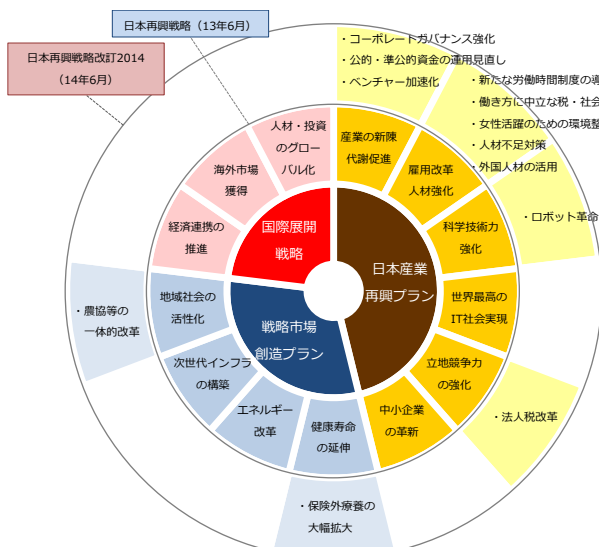 日本再興戦略（13年6月）
日本再興戦略改訂2014
（14年6月）
・コーポレートガバナンス強化
・公的・準公的資金の運用見直し
・ベンチャー加速化
・新たな労働時間制度の導
・働き方に中立な税・社会
・女性活躍のための環境整
・人材不足対策
・外国人材の活用
・ロボット革命
・法人税改革
・保険外療養の
大幅拡大
・農協等の
一体的改革
人材・投資
のグロー
バル化
海外市場
獲得
経済連携の
推進
地域社会の
活性化
次世代インフラ
の構築
エネルギー
改革
健康寿命
の延伸
中小企業
の革新
立地競争力
の強化
世界最高の
IT社会実現
科学技術力
強化
雇用改革
人材強化
産業の新陳
代謝促進
国際展開
戦略
日本産業
再興プラン
戦略市場
創造プラン